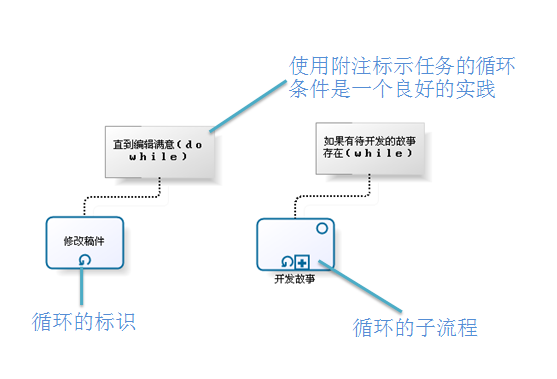 使用附注标示任务的循环
条件是一个良好的实践
直到编辑满意(do
while)
如果有待开发的故事
存在(while)
修改稿件
开发故事
循环的标识
循环的子流程